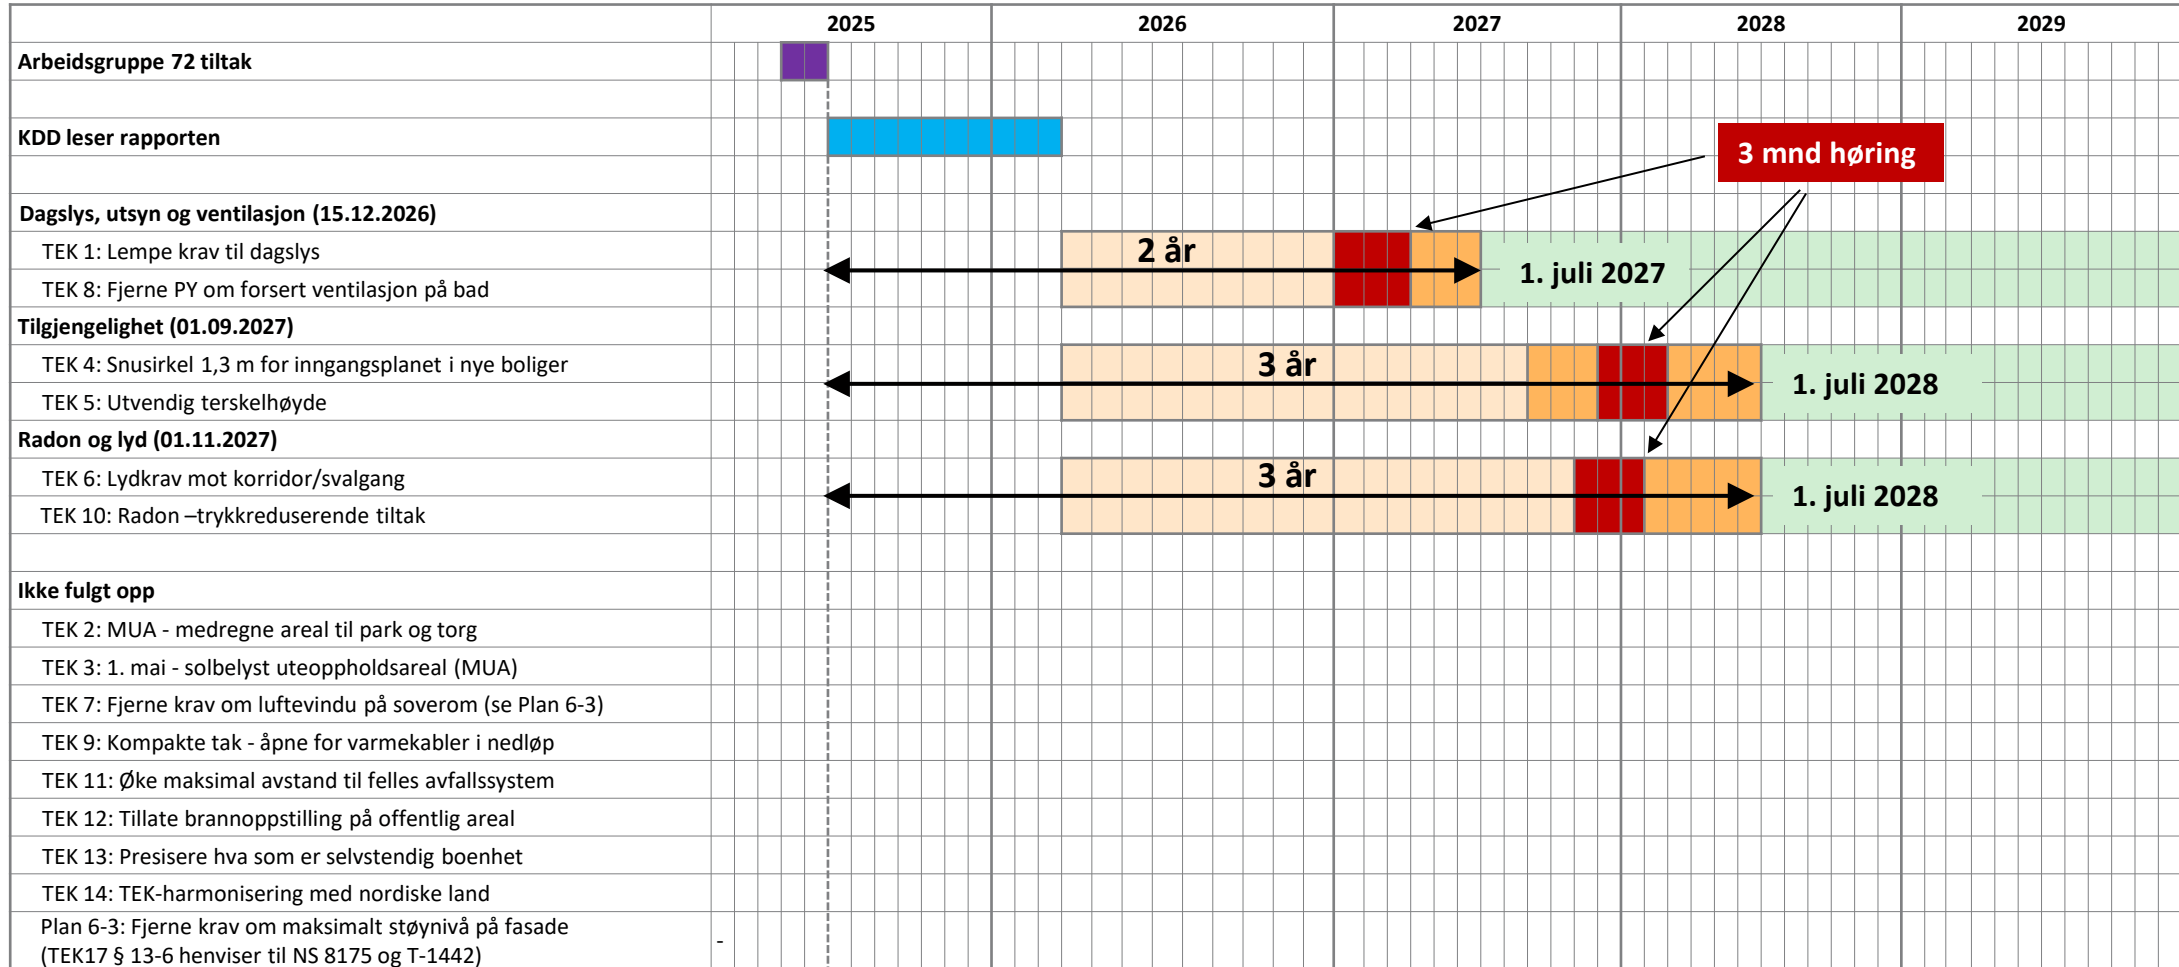 2025 2026 2027 2028 2029
Arbeidsgruppe 72 tiltak
KDD leser rapporten
3 mnd høring
Dagslys, utsyn og ventilasjon (15.12.2026)
TEK 1: Lempe krav til dagslys
2 år
1. juli 2027
TEK 8: Fjerne PY om forsert ventilasjon på bad
Tilgjengelighet (01.09.2027)
TEK 4: Snusirkel 1,3 m for inngangsplanet i nye boliger
3 år
1. juli 2028
TEK 5: Utvendig terskelhøyde
Radon og lyd (01.11.2027)
TEK 6: Lydkrav mot korridor/svalgang
3 år
1. juli 2028
TEK 10: Radon –trykkreduserende tiltak
Ikke fulgt opp
TEK 2: MUA - medregne areal til park og torg
TEK 3: 1. mai - solbelyst uteoppholdsareal (MUA)
TEK 7: Fjerne krav om luftevindu på soverom (se Plan 6-3)
TEK 9: Kompakte tak - åpne for varmekabler i nedløp
TEK 11: Øke maksimal avstand til felles avfallssystem
TEK 12: Tillate brannoppstilling på offentlig areal
TEK 13: Presisere hva som er selvstendig boenhet
TEK 14: TEK-harmonisering med nordiske land
Plan 6-3: Fjerne krav om maksimalt støynivå på fasade
(TEK17 § 13-6 henviser til NS 8175 og T-1442)
-